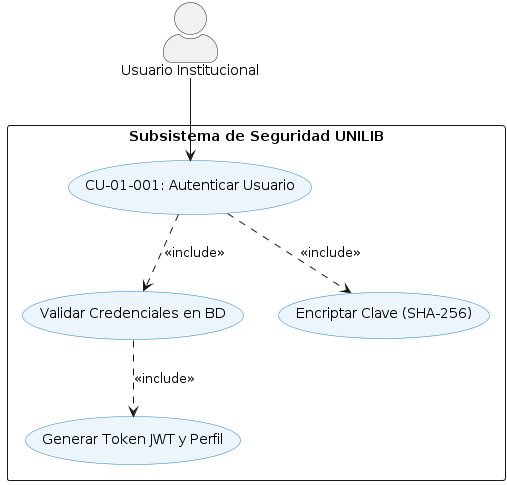 Usuario Institucional
Subsistema de Seguridad UNILIB
CU-01-001: Autenticar Usuario
«include»
«include»
Validar Credenciales en BD
Encriptar Clave (SHA-256)
«include»
Generar Token JWT y Perfil